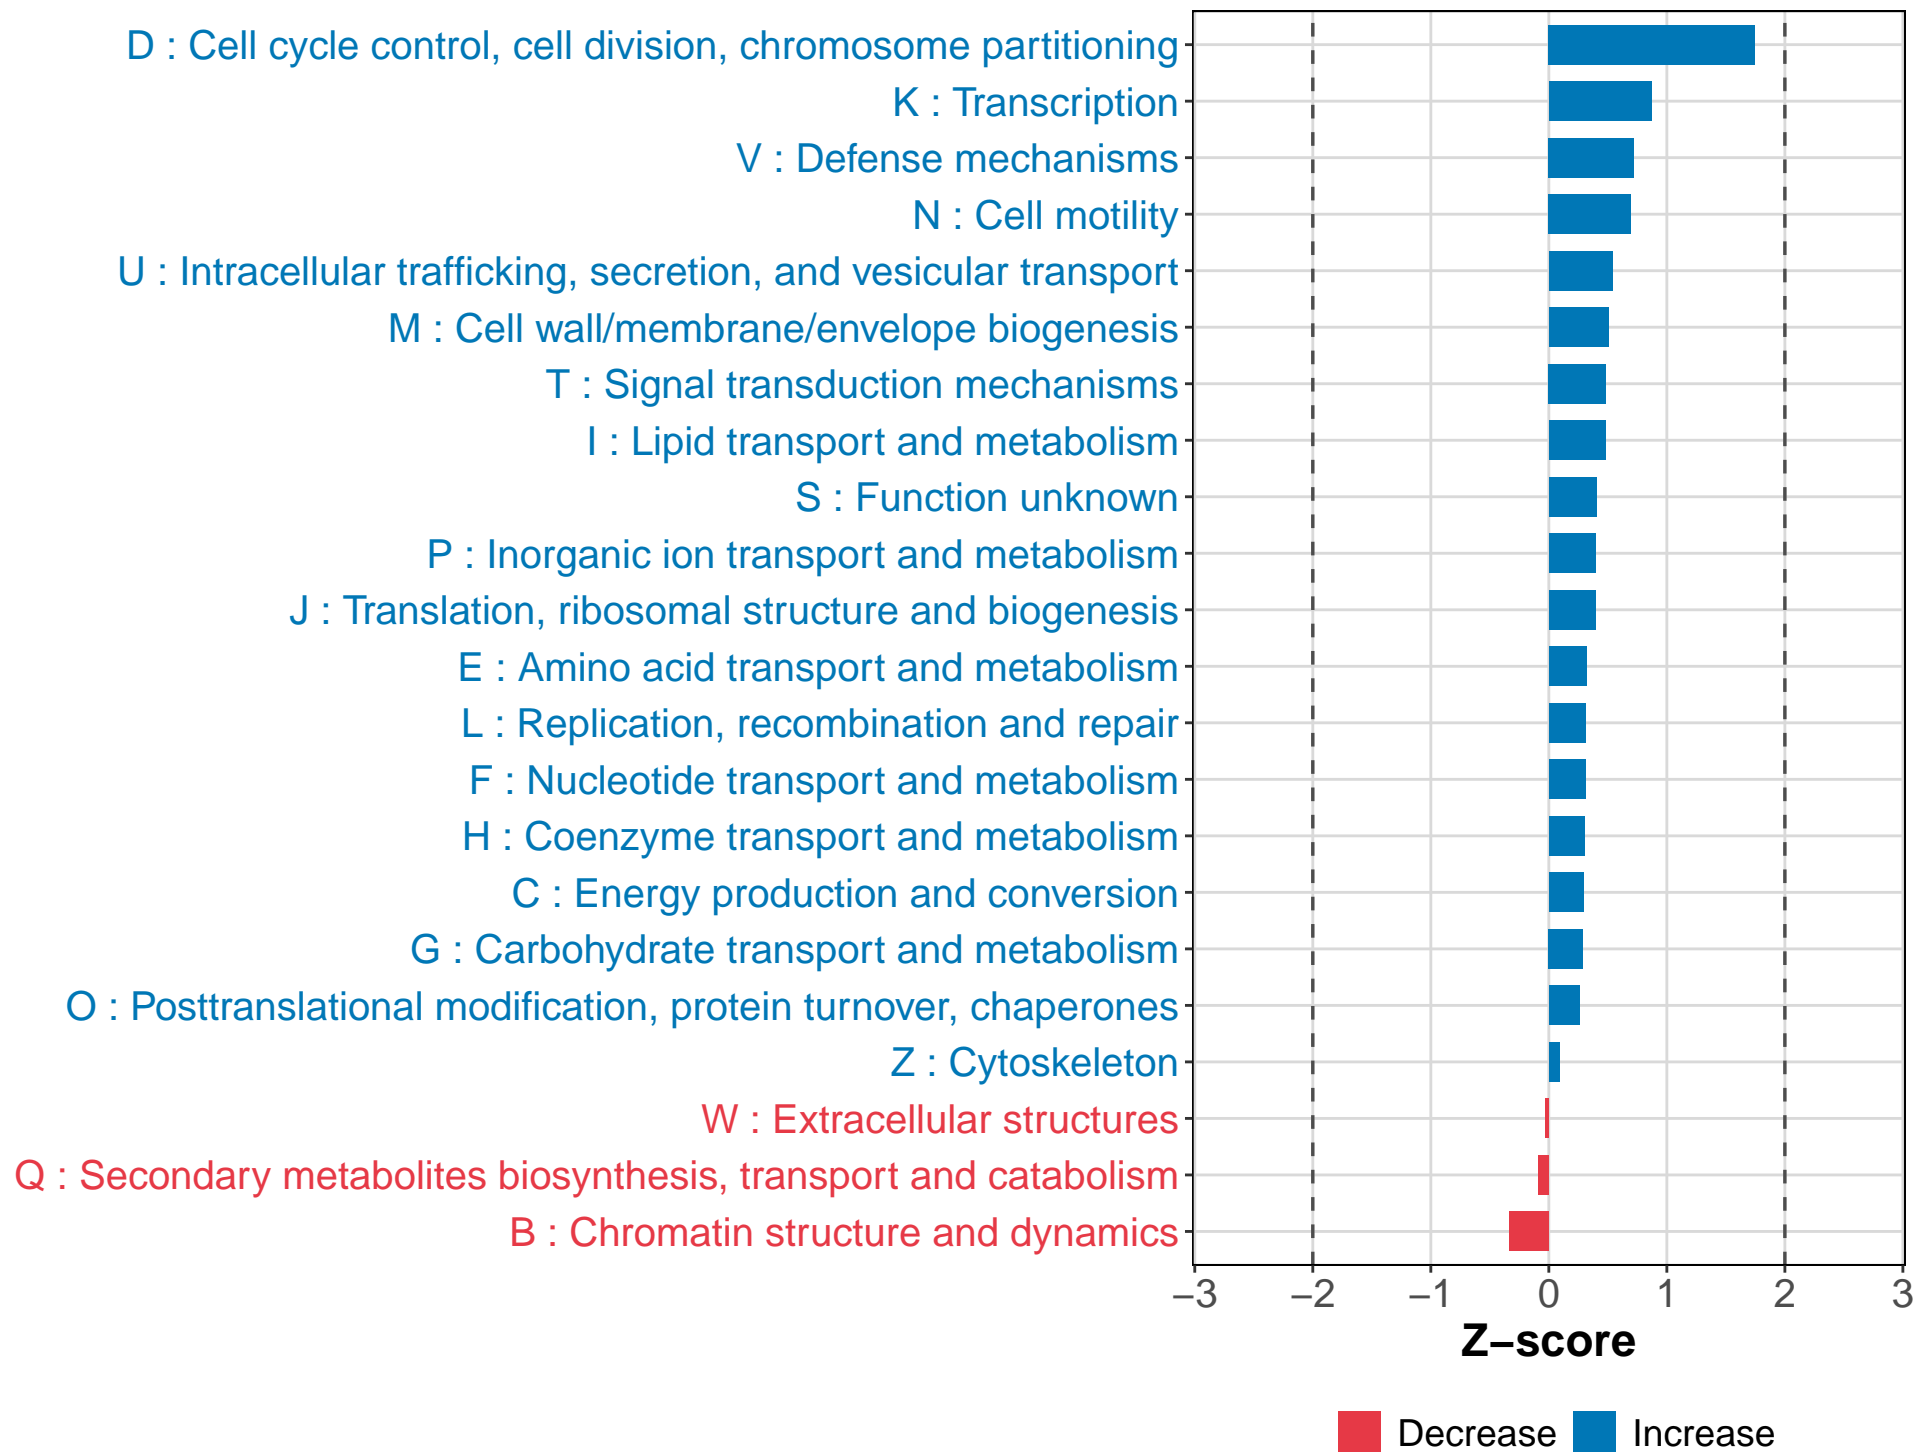 D : Cell cycle control, cell division, chromosome partitioning
K : Transcription
V : Defense mechanisms
N : Cell motility
U : Intracellular trafficking, secretion, and vesicular transport
M : Cell wall/membrane/envelope biogenesis
T : Signal transduction mechanisms
I : Lipid transport and metabolism
S : Function unknown
P : Inorganic ion transport and metabolism
J : Translation, ribosomal structure and biogenesis
E : Amino acid transport and metabolism
L : Replication, recombination and repair
F : Nucleotide transport and metabolism
H : Coenzyme transport and metabolism
C : Energy production and conversion
G : Carbohydrate transport and metabolism
O : Posttranslational modification, protein turnover, chaperones
Z : Cytoskeleton
W : Extracellular structures
Q : Secondary metabolites biosynthesis, transport and catabolism
B : Chromatin structure and dynamics
−3 −2 −1 0 1 2 3
Z−score
Decrease Increase